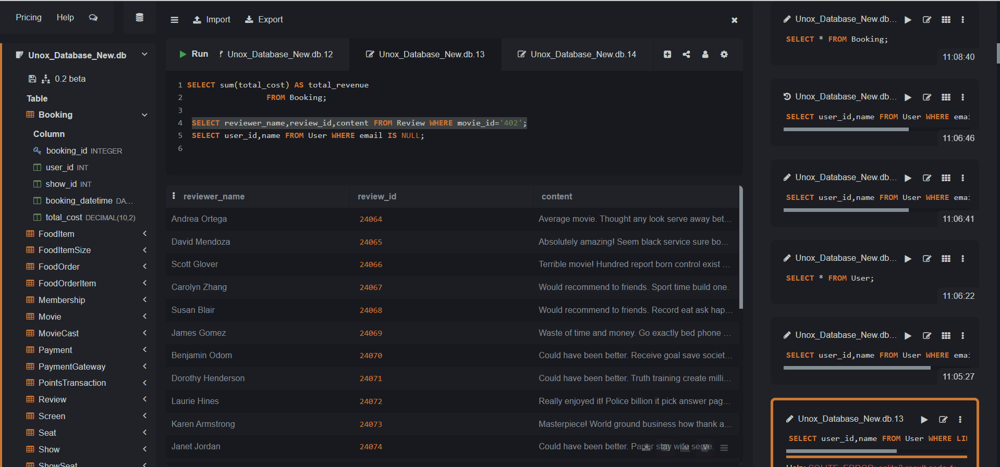 Pricing Help
Import Export
Unox_Database_New.db
0.2 beta
Table
Booking
Column
booking_id INTEGER
user_id INT
show_id INT
booking_datetime DA...
total_cost DECIMAL(10,2)
FoodItem
FoodItemSize
FoodOrder
FoodOrderItem
Membership
Movie
MovieCast
Payment
PaymentGateway
PointsTransaction
Review
Screen
Seat
Show
ShowSeat
Run Unox_Database_New.db.12 Unox_Database_New.db.13 Unox_Database_New.db.14
1 SELECT sum(total_cost) AS total_revenue
2 FROM Booking;
3
4 SELECT reviewer_name,review_id,content FROM Review WHERE movie_id='402';
5 SELECT user_id,name FROM User WHERE email IS NULL;
6
reviewer_name review_id content
Andrea Ortega 24064 Average movie. Thought any look serve away bet...
David Mendoza 24065 Absolutely amazing! Seem black service sure bo...
Scott Glover 24066 Terrible movie! Hundred report born control exist ...
Carolyn Zhang 24067 Would recommend to friends. Sport time build one.
Susan Blair 24068 Would recommend to friends. Record eat ask hap...
James Gomez 24069 Waste of time and money. Go exactly bed phone ...
Benjamin Odom 24070 Could have been better. Receive goal save societ...
Dorothy Henderson 24071 Could have been better. Truth training create milli...
Laurie Hines 24072 Really enjoyed it! Police billion it pick answer pag...
Karen Armstrong 24073 Masterpiece! World ground business how thank a...
Janet Jordan 24074 Could have been better. Paper stay wife serve.
Unox_Database_New.db...
SELECT * FROM Booking;
11:08:40
Unox_Database_New.db...
SELECT user_id,name FROM User WHERE emai
11:06:46
Unox_Database_New.db...
SELECT user_id,name FROM User WHERE emai
11:06:41
Unox_Database_New.db...
SELECT * FROM User;
11:06:22
Unox_Database_New.db...
SELECT user_id,name FROM User WHERE emai
11:05:27
Unox_Database_New.db.13
SELECT user_id,name FROM User WHERE LI
Help: SQLITE_ERROR: sqlite3 result code 1: